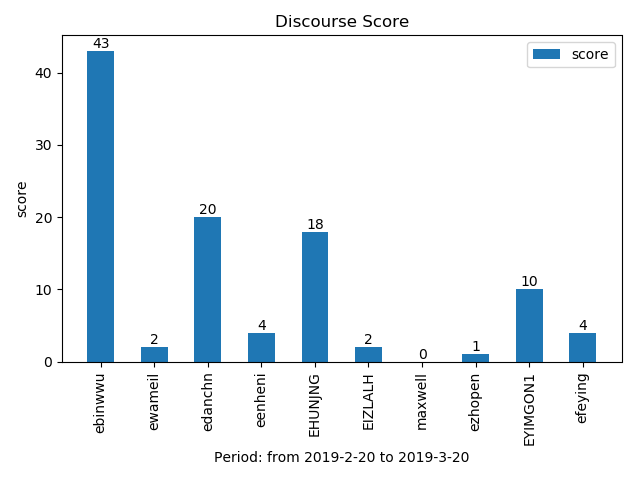 Discourse Score
score
score
40
30
20
10
0
43
2
20
4
18
2
0
1
10
4
ebinwwu
ewameil
edanchn
eenheni
EHUNJNG
EIZLALH
maxwell
ezhopen
EYIMGON1
efeying
Period: from 2019-2-20 to 2019-3-20